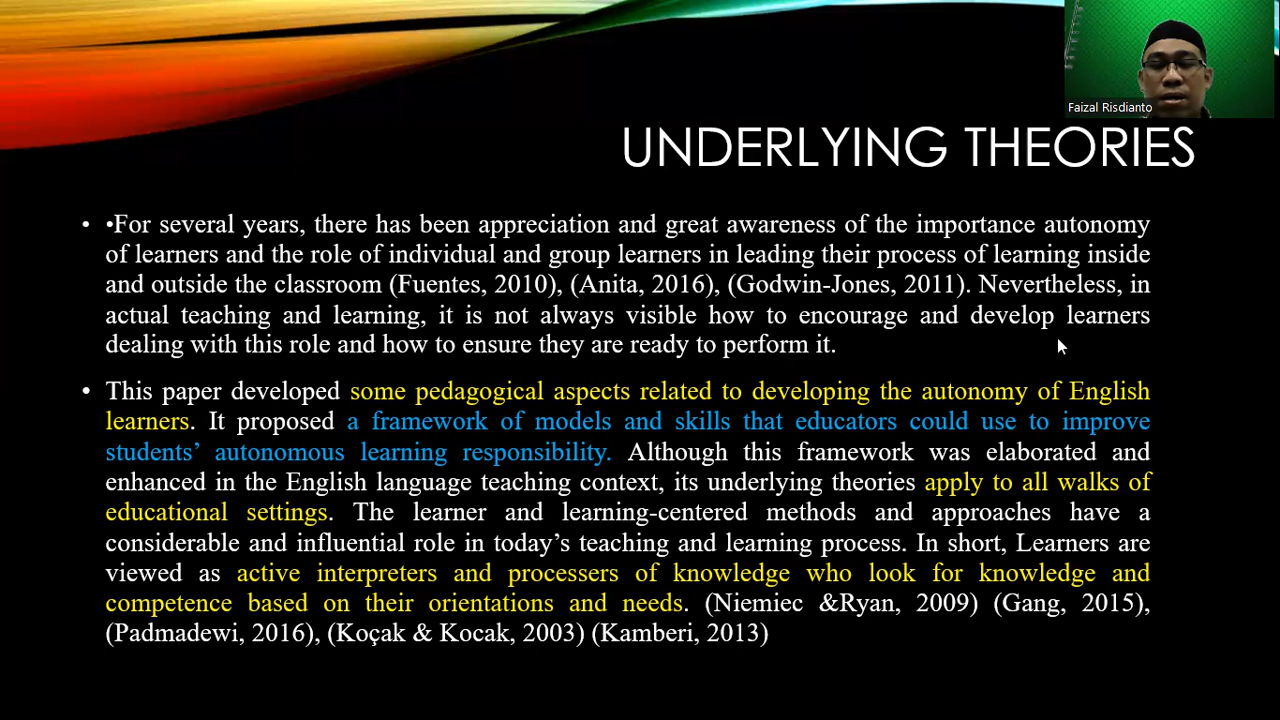 Faizal Risdianto
UNDERLYING THEORIES
• •For several years, there has been appreciation and great awareness of the importance autonomy
of learners and the role of individual and group learners in leading their process of learning inside
and outside the classroom (Fuentes, 2010), (Anita, 2016), (Godwin-Jones, 2011). Nevertheless, in
actual teaching and learning, it is not always visible how to encourage and develop learners
dealing with this role and how to ensure they are ready to perform it.
• This paper developed some pedagogical aspects related to developing the autonomy of English
learners. It proposed a framework of models and skills that educators could use to improve
students’ autonomous learning responsibility. Although this framework was elaborated and
enhanced in the English language teaching context, its underlying theories apply to all walks of
educational settings. The learner and learning-centered methods and approaches have a
considerable and influential role in today’s teaching and learning process. In short, Learners are
viewed as active interpreters and processers of knowledge who look for knowledge and
competence based on their orientations and needs. (Niemiec &Ryan, 2009) (Gang, 2015),
(Padmadewi, 2016), (Koçak & Kocak, 2003) (Kamberi, 2013)